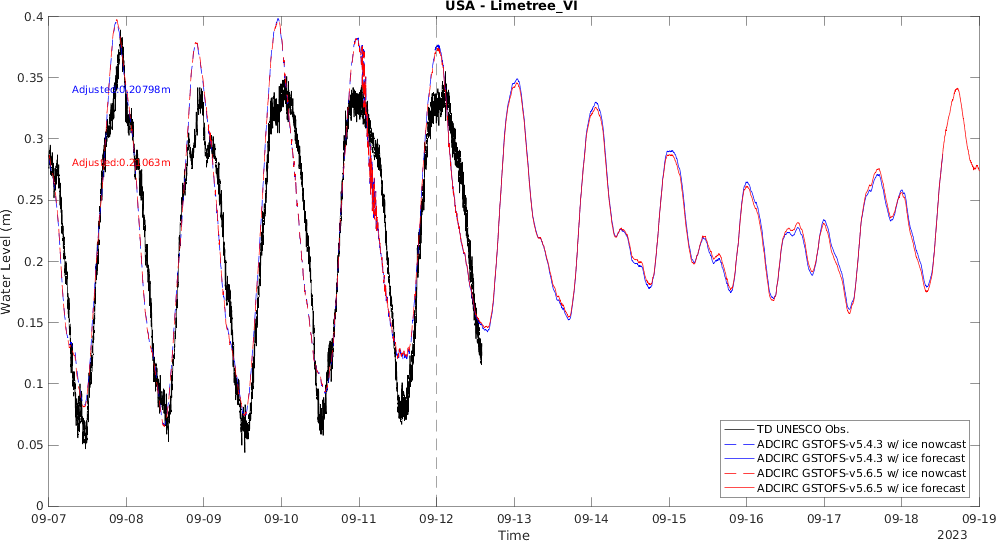 USA - Limetree_VI
0.4
0.35
0.3
0.25
0.2
0.15
0.1
0.05
0
Water Level (m)
Adjusted:0.20798m
Adjusted:0.21063m
TD UNESCO Obs.
ADCIRC GSTOFS-v5.4.3 w/ ice nowcast
ADCIRC GSTOFS-v5.4.3 w/ ice forecast
ADCIRC GSTOFS-v5.6.5 w/ ice nowcast
ADCIRC GSTOFS-v5.6.5 w/ ice forecast
09-07 09-08 09-09 09-10 09-11 09-12 09-13 09-14 09-15 09-16 09-17 09-18 09-19
Time
2023